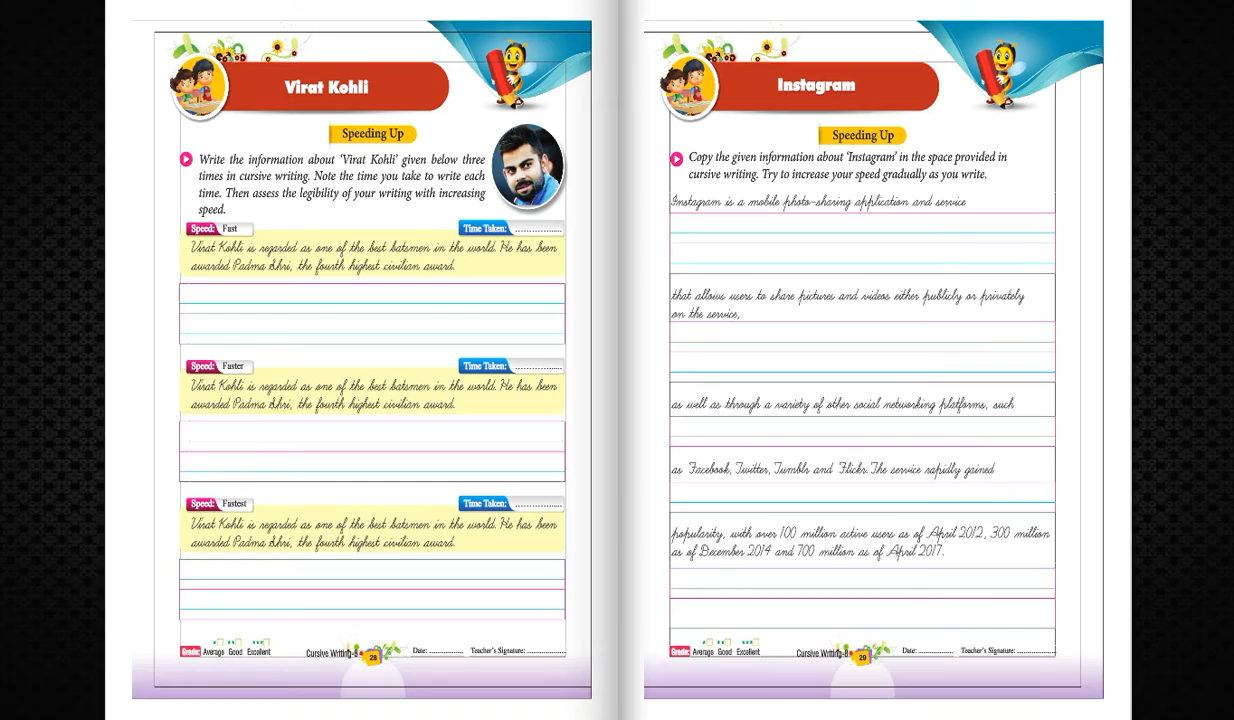 Virat Kohli
Speeding Up
Write the information about ‘Virat Kohli’ given below three
times in cursive writing. Note the time you take to write each
time. Then assess the legibility of your writing with increasing
speed.
Speed: Fast Time Taken: ................
Virat Kohli is regarded as one of the best batsmen in the world. He has been
awarded Padma Shri, the fourth highest civilian award.
Speed: Faster Time Taken: ................
Virat Kohli is regarded as one of the best batsmen in the world. He has been
awarded Padma Shri, the fourth highest civilian award.
Speed: Fastest Time Taken: ................
Virat Kohli is regarded as one of the best batsmen in the world. He has been
awarded Padma Shri, the fourth highest civilian award.
Grade: Average Good Excellent Cursive Writing-8 28 Date: ............... Teacher's Signature: .................
Instagram
Speeding Up
Copy the given information about ‘Instagram’ in the space provided in
cursive writing. Try to increase your speed gradually as you write.
Instagram is a mobile photo-sharing application and service
that allows users to share pictures and videos either publicly or privately
on the service,
as well as through a variety of other social networking platforms, such
as Facebook, Twitter, Tumblr and Flickr. The service rapidly gained
popularity, with over 100 million active users as of April 2012, 300 million
as of December 2014 and 700 million as of April 2017.
Grade: Average Good Excellent Cursive Writing-8 29 Date: ............... Teacher's Signature: .................